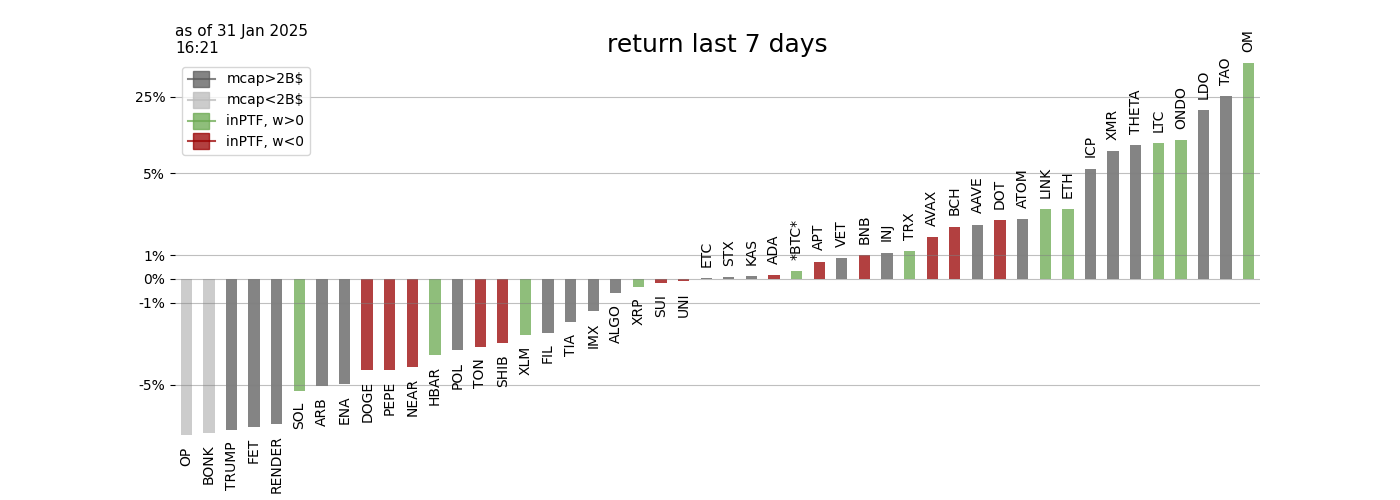 as of 31 Jan 2025
16:21
return last 7 days
mcap>2B$
mcap<2B$
inPTF, w>0
inPTF, w<0
25%
5%
1%
0%
-1%
-5%
OP
BONK
TRUMP
FET
RENDER
SOL
ARB
ENA
DOGE
PEPE
NEAR
HBAR
POL
TON
SHIB
XLM
FIL
TIA
IMX
ALGO
XRP
SUI
UNI
ETC
STX
KAS
ADA
*BTC*
APT
VET
BNB
INJ
TRX
AVAX
BCH
AAVE
DOT
ATOM
LINK
ETH
ICP
XMR
THETA
LTC
ONDO
LDO
TAO
OM